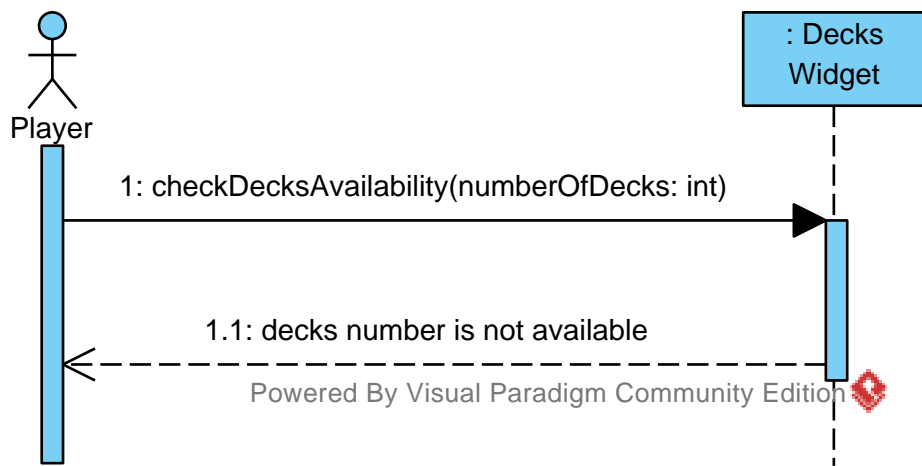 : Decks
Widget
Player
1: checkDecksAvailability(numberOfDecks: int)
1.1: decks number is not available
Powered By Visual Paradigm Community Edition